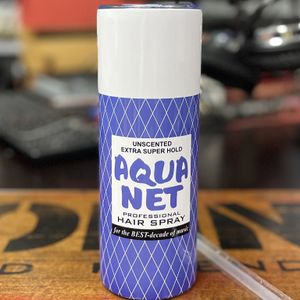 UNSCENTED
EXTRA SUPER HOLD
AQUA
NET
PROFESSIONAL
HAIR SPRAY
for the BEST-decade of music